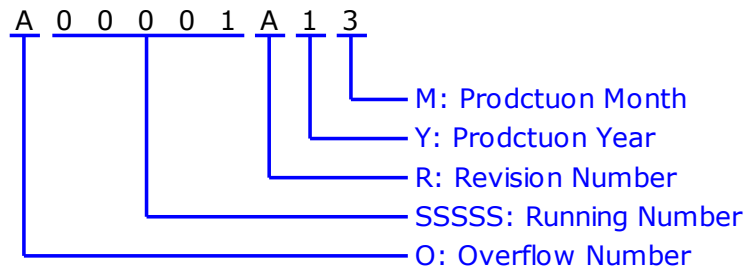 A 0 0 0 0 1 A 1 3
M: Prodctuon Month
Y: Prodctuon Year
R: Revision Number
SSSSS: Running Number
O: Overflow Number